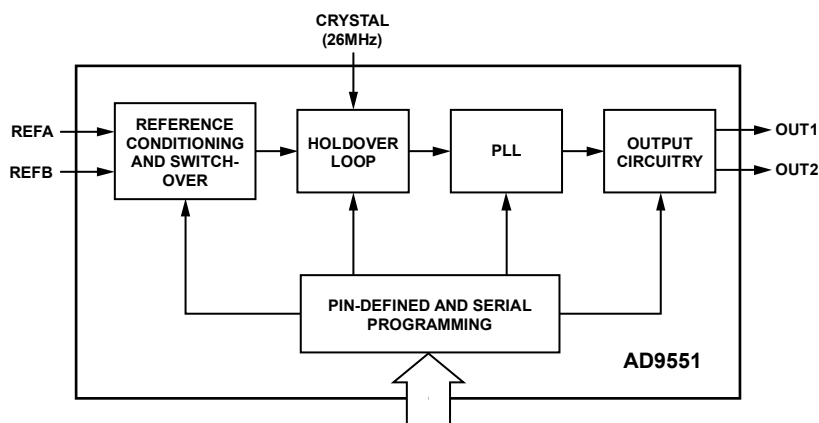 CRYSTAL
(26MHz)
REFA
REFB
REFERENCE
CONDITIONING
AND SWITCH-
OVER
HOLDOVER
LOOP
PLL
OUTPUT
CIRCUITRY
OUT1
OUT2
PIN-DEFINED AND SERIAL
PROGRAMMING
AD9551